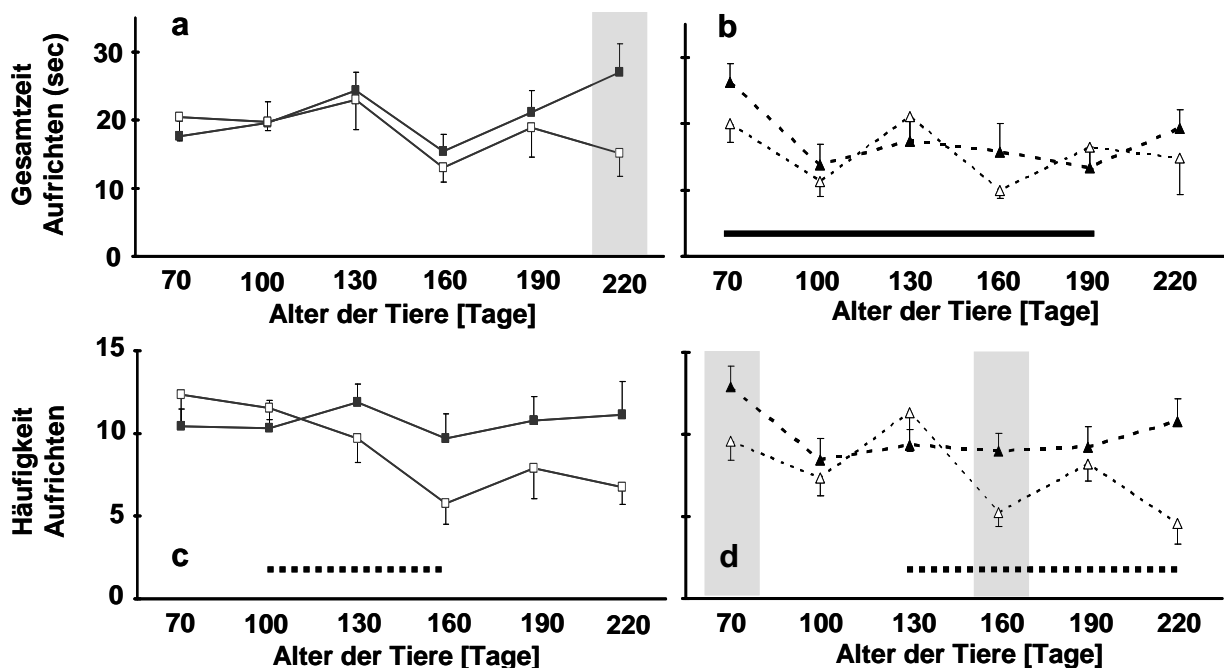 a
b
30
20
10
0
Gesamtzeit
Aufrichten (sec)
70 100 130 160 190 220
Alter der Tiere [Tage]
70 100 130 160 190 220
Alter der Tiere [Tage]
15
10
5
0
Häufigkeit
Aufrichten
c
d
70 100 130 160 190 220
Alter der Tiere [Tage]
70 100 130 160 190 220
Alter der Tiere [Tage]